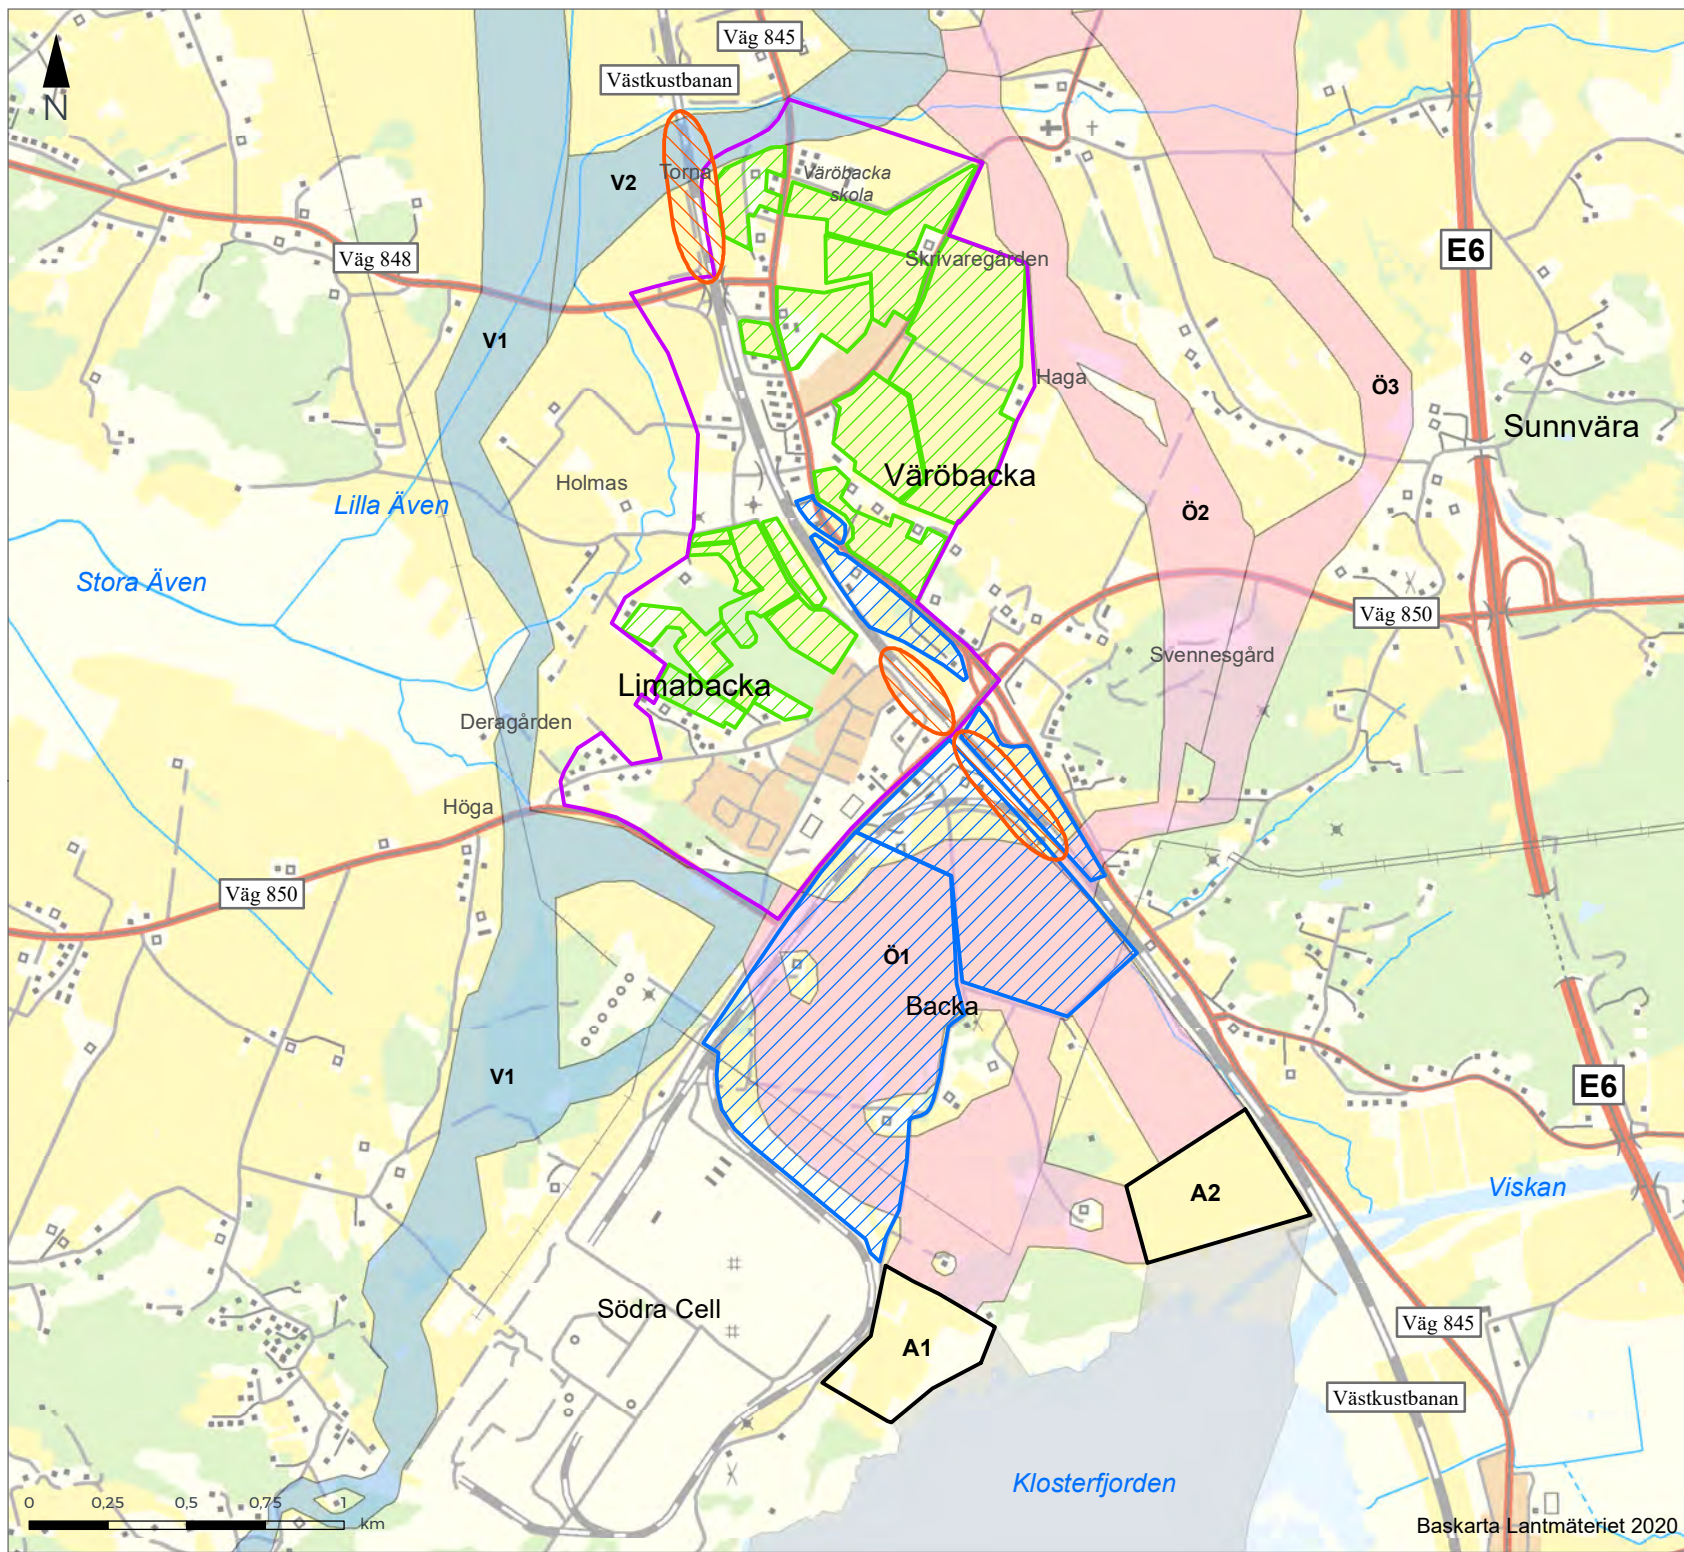 Väg 845
Västkustbanan
N
Torpa
V2
Väröbacka
skola
Väg 848
Skrivaregården
E6
V1
Haga
Ö3
Sunnvära
Väröbacka
Holmas
Lilla Även
Ö2
Stora Även
Väg 850
Svennesgård
Limabacka
Deragården
Höga
Väg 850
Ö1
Backa
V1
E6
A2
Viskan
Södra Cell
A1
Väg 845
Västkustbanan
Klosterfjorden
0 0,25 0,5 0,75 1
km
Baskarta Lantmäteriet 2020